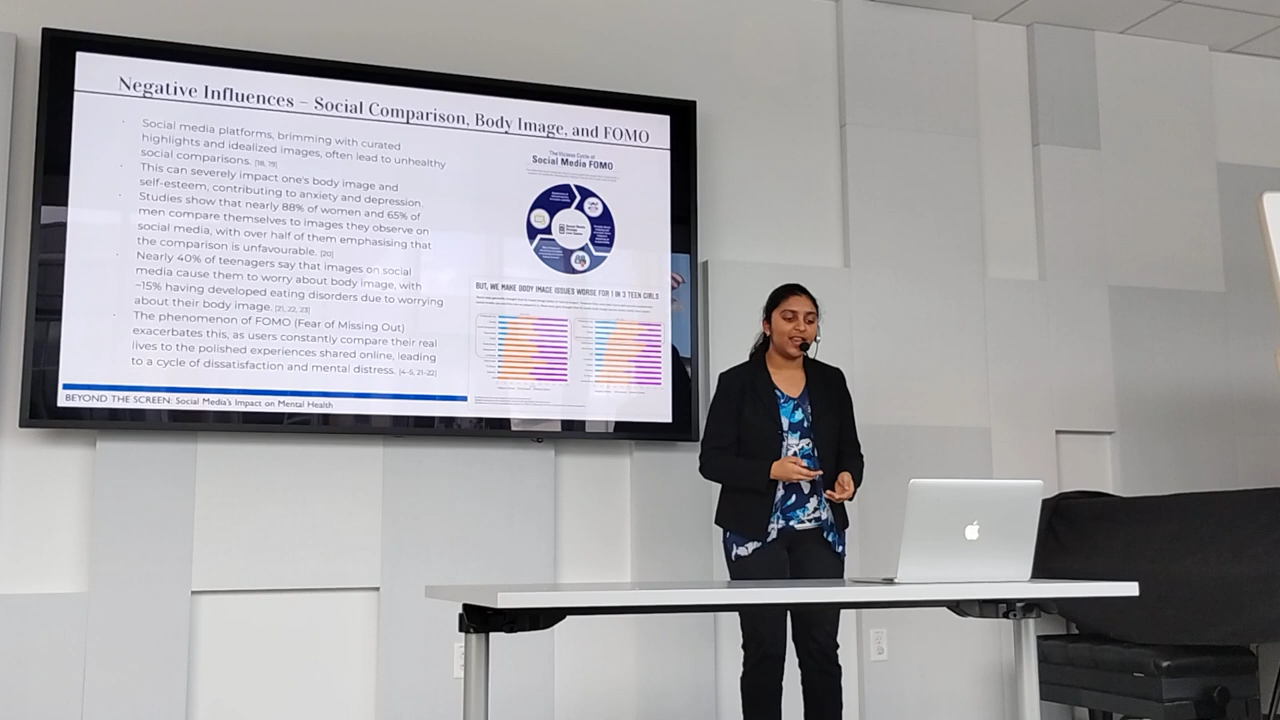 Negative Influences – Social Comparison, Body Image, and FOMO
Social media platforms, brimming with curated
highlights and idealized images, often lead to unhealthy
social comparisons. [18, 19]
This can severely impact one's body image and
self-esteem, contributing to anxiety and depression.
Studies show that nearly 88% of women and 65% of
men compare themselves to images they observe on
social media, with over half of them emphasising that
the comparison is unfavourable. [20]
Nearly 40% of teenagers say that images on social
media cause them to worry about body image, with
~15% having developed eating disorders due to worrying
about their body image. [21, 22, 23]
The phenomenon of FOMO (Fear of Missing Out)
exacerbates this, as users constantly compare their real
lives to the polished experiences shared online, leading
to a cycle of dissatisfaction and mental distress. [4-5, 21-22]
The Vicious Cycle of
Social Media FOMO
BUT, WE MAKE BODY IMAGE ISSUES WORSE FOR 1 IN 3 TEEN GIRLS
BEYOND THE SCREEN: Social Media's Impact on Mental Health